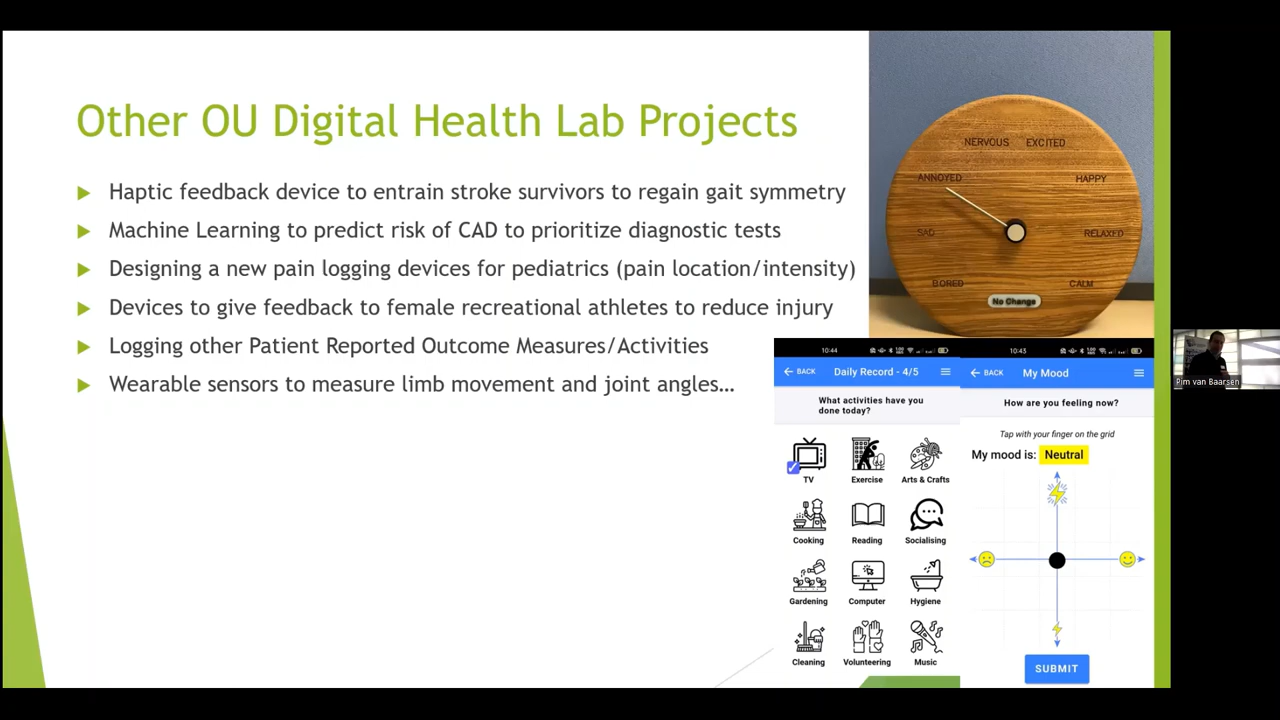 Other OU Digital Health Lab Projects
Haptic feedback device to entrain stroke survivors to regain gait symmetry
Machine Learning to predict risk of CAD to prioritize diagnostic tests
Designing a new pain logging devices for pediatrics (pain location/intensity)
Devices to give feedback to female recreational athletes to reduce injury
Logging other Patient Reported Outcome Measures/Activities
Wearable sensors to measure limb movement and joint angles...
NERVOUS EXCITED
ANNOYED HAPPY
SAD RELAXED
BORED CALM
No Change
10:44
BACK Daily Record - 4/5
What activities have you
done today?
TV Exercise Arts & Crafts
Cooking Reading Socialising
Gardening Computer Hygiene
Cleaning Volunteering Music
10:43
BACK My Mood
How are you feeling now?
Tap with your finger on the grid
My mood is: Neutral
SUBMIT
Pim van Baarsen